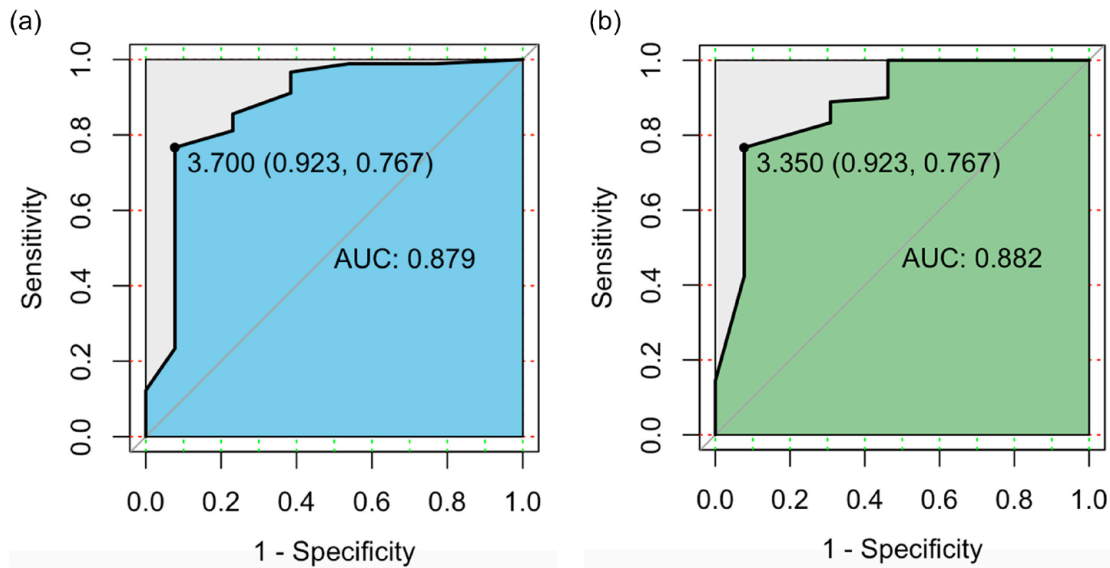 (a)
Sensitivity
1.0
0.8
0.6
0.4
0.2
0.0
3.700 (0.923, 0.767)
AUC: 0.879
0.0 0.2 0.4 0.6 0.8 1.0
1 - Specificity
(b)
Sensitivity
1.0
0.8
0.6
0.4
0.2
0.0
3.350 (0.923, 0.767)
AUC: 0.882
0.0 0.2 0.4 0.6 0.8 1.0
1 - Specificity